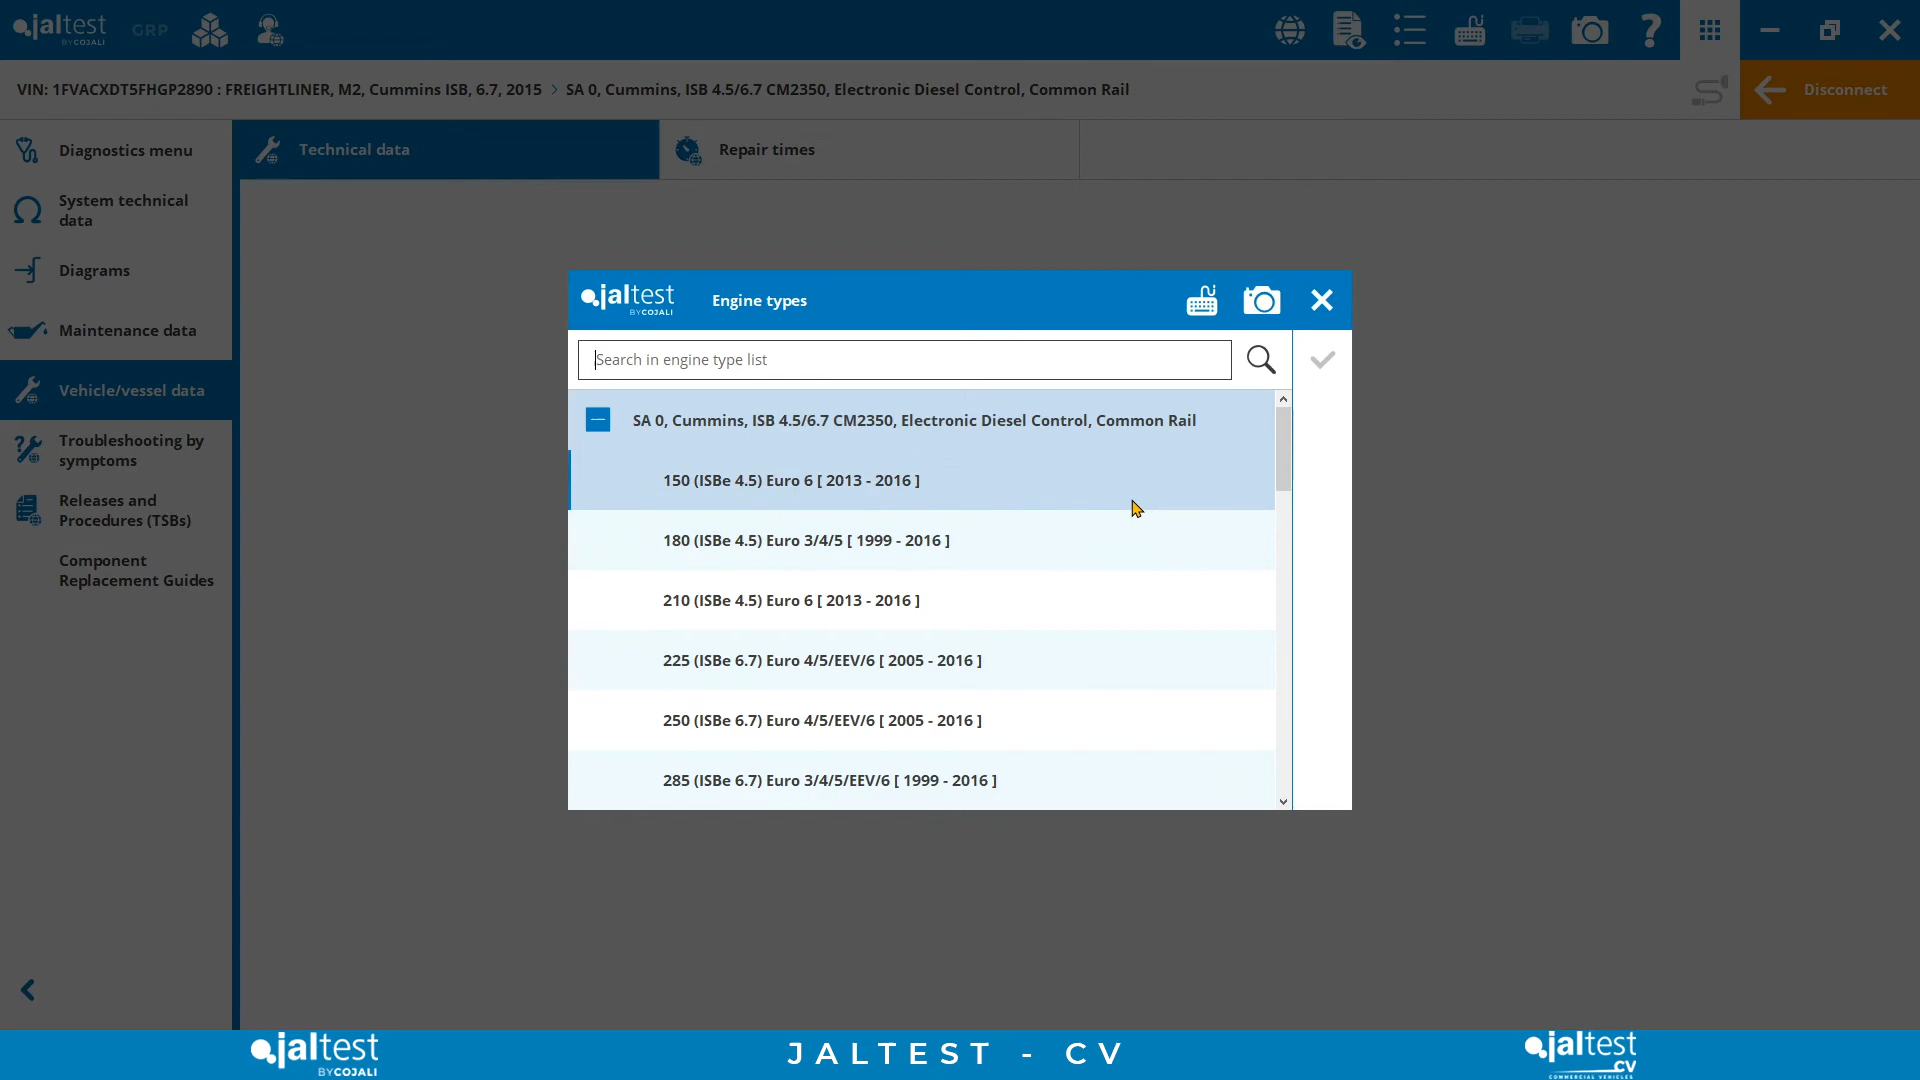 jaltest
BY COJALI
GRP
VIN: 1FVACXDT5FHGP2890 : FREIGHTLINER, M2, Cummins ISB, 6.7, 2015 > SA 0, Cummins, ISB 4.5/6.7 CM2350, Electronic Diesel Control, Common Rail
Disconnect
Diagnostics menu
System technical
data
Diagrams
Maintenance data
Vehicle/vessel data
Troubleshooting by
symptoms
Releases and
Procedures (TSBs)
Component
Replacement Guides
Technical data
Repair times
jaltest
BYCOJALI
Engine types
Search in engine type list
SA 0, Cummins, ISB 4.5/6.7 CM2350, Electronic Diesel Control, Common Rail
150 (ISBe 4.5) Euro 6 [ 2013 - 2016 ]
180 (ISBe 4.5) Euro 3/4/5 [ 1999 - 2016 ]
210 (ISBe 4.5) Euro 6 [ 2013 - 2016 ]
225 (ISBe 6.7) Euro 4/5/EEV/6 [ 2005 - 2016 ]
250 (ISBe 6.7) Euro 4/5/EEV/6 [ 2005 - 2016 ]
285 (ISBe 6.7) Euro 3/4/5/EEV/6 [ 1999 - 2016 ]
jaltest
BYCOJALI
JALTEST - CV
jaltest
CV
COMMERCIAL VEHICLES